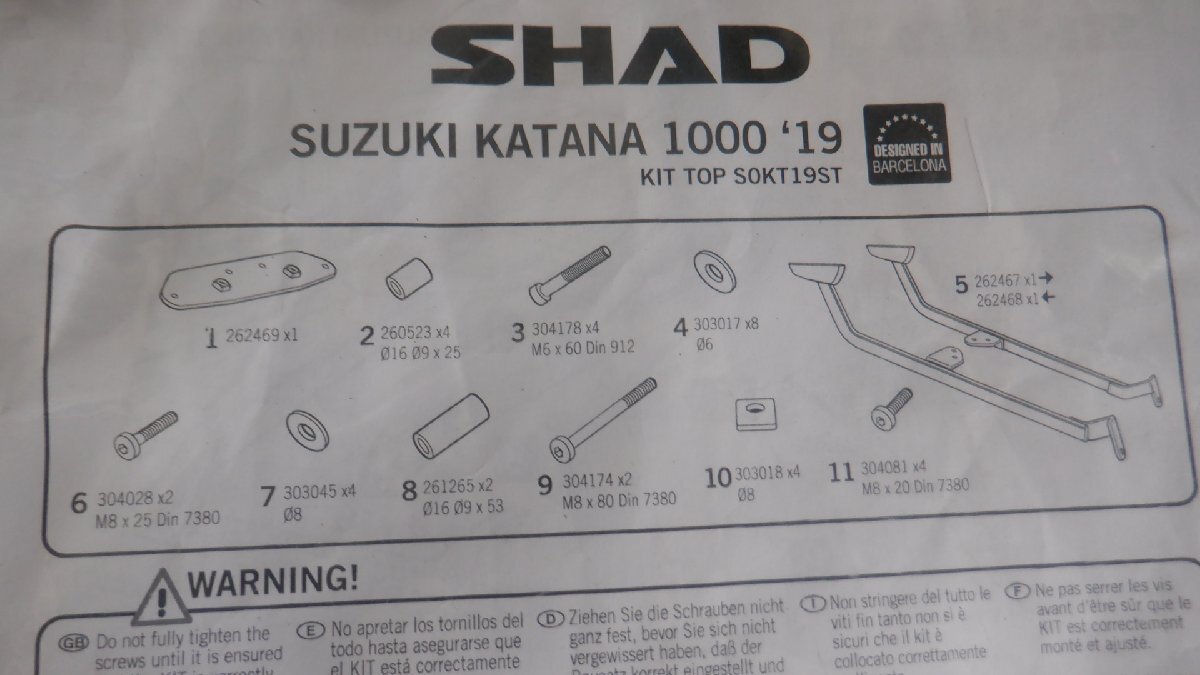 SHAD
SUZUKI KATANA 1000 '19
KIT TOP S0KT19ST
DESIGNED IN
BARCELONA
1 262469 x1
2 260523 x4
Ø16 Ø9 x 25
3 304178 x4
M6 x 60 Din 912
4 303017 x8
Ø6
5 262467 x1→
262468 x1←
6 304028 x2
M8 x 25 Din 7380
7 303045 x4
Ø8
8 261265 x2
Ø16 Ø9 x 53
9 304174 x2
M8 x 80 Din 7380
10 303018 x4
Ø8
11 304081 x4
M8 x 20 Din 7380
WARNING!
GB Do not fully tighten the
screws until it is ensured
E No apretar los tornillos del
todo hasta asegurarse que
el KIT está correctamente
D Ziehen Sie die Schrauben nicht
ganz fest, bevor Sie sich nicht
vergewissert haben, daß der
korrekt eingestellt und
I Non stringere del tutto le
viti fin tanto non si è
sicuri che il kit è
collocato correttamente
F Ne pas serrer les vis
avant d'être sûr que le
KIT est correctement
monté et ajusté.